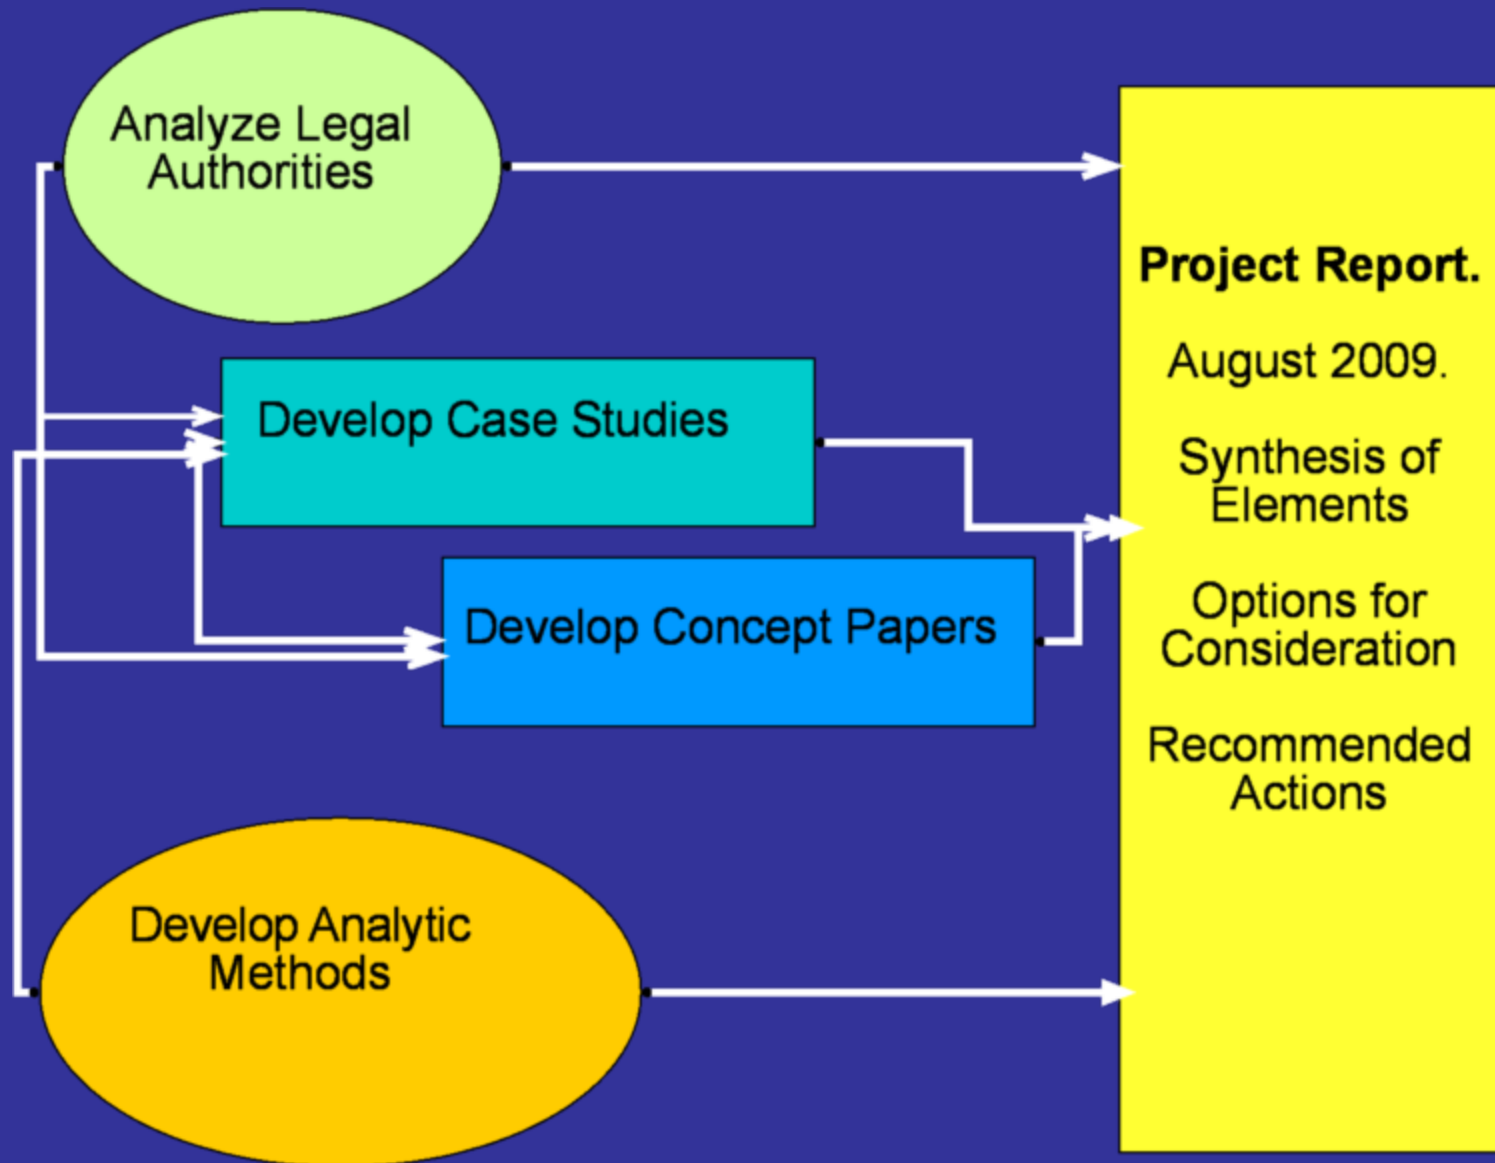 Analyze Legal
Authorities
Develop Case Studies
Develop Concept Papers
Develop Analytic
Methods
Project Report.
August 2009.
Synthesis of
Elements
Options for
Consideration
Recommended
Actions